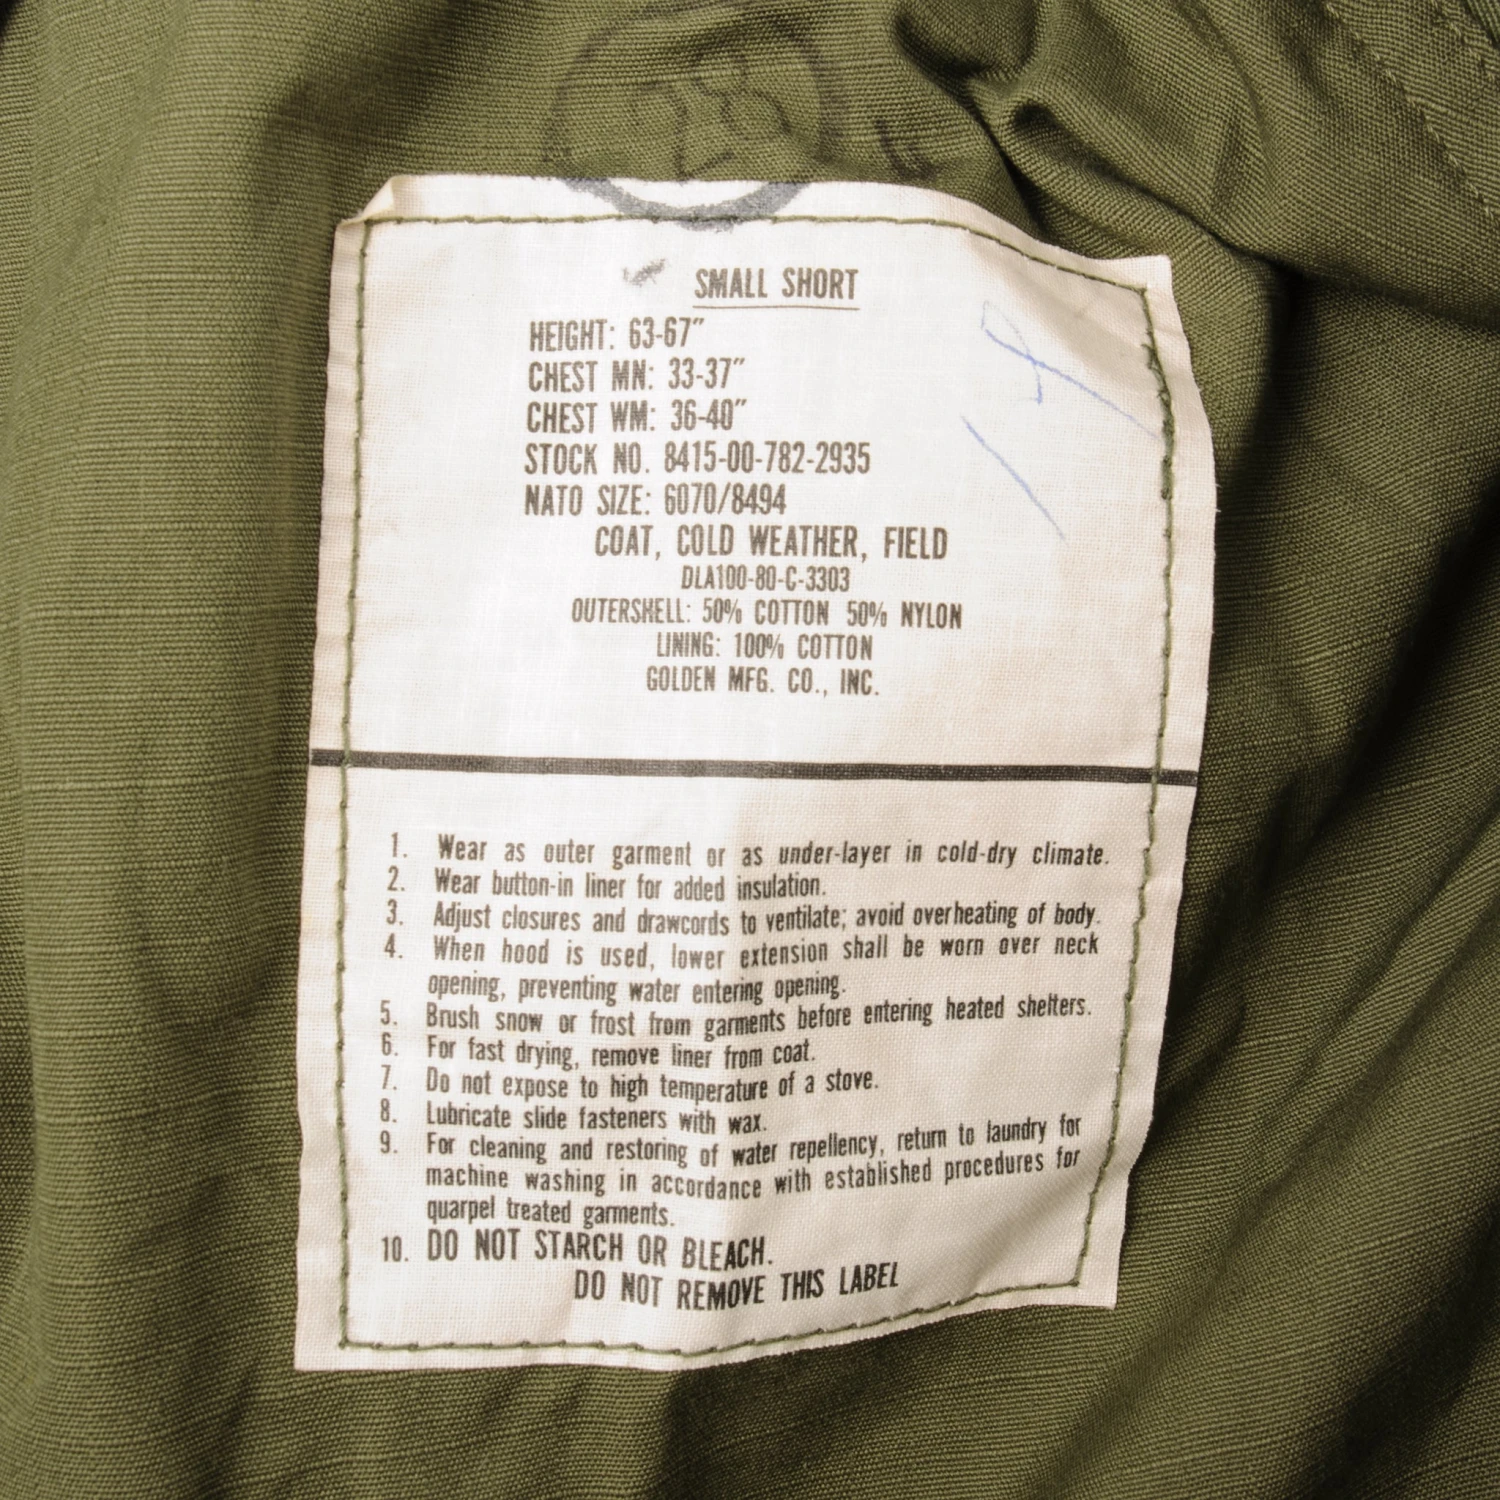 28
SMALL SHORT
HEIGHT: 63-67"
CHEST MN: 33-37"
CHEST WM: 36-40"
STOCK NO. 8415-00-782-2935
NATO SIZE: 6070/8494
COAT, COLD WEATHER, FIELD
DLA100-80-C-3303
OUTERSHELL: 50% COTTON 50% NYLON
LINING: 100% COTTON
GOLDEN MFG. CO., INC.
1. Wear as outer garment or as under-layer in cold-dry climate.
2. Wear button-in liner for added insulation.
3. Adjust closures and drawcords to ventilate; avoid overheating of body.
4. When hood is used, lower extension shall be worn over neck
opening, preventing water entering opening.
5. Brush snow or frost from garments before entering heated shelters.
6. For fast drying, remove liner from coat.
7. Do not expose to high temperature of a stove.
8. Lubricate slide fasteners with wax.
9. For cleaning and restoring of water repellency, return to laundry for
machine washing in accordance with established procedures for
quarpel treated garments.
10. DO NOT STARCH OR BLEACH.
DO NOT REMOVE THIS LABEL